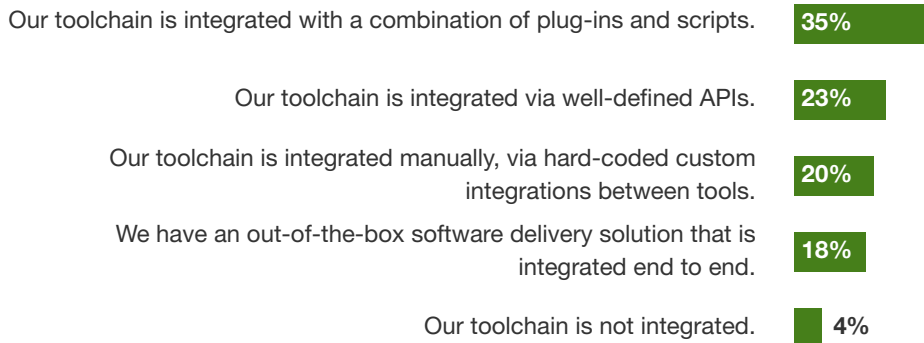 Our toolchain is integrated with a combination of plug-ins and scripts. 35%
Our toolchain is integrated via well-defined APIs. 23%
Our toolchain is integrated manually, via hard-coded custom
integrations between tools. 20%
We have an out-of-the-box software delivery solution that is
integrated end to end. 18%
Our toolchain is not integrated. 4%